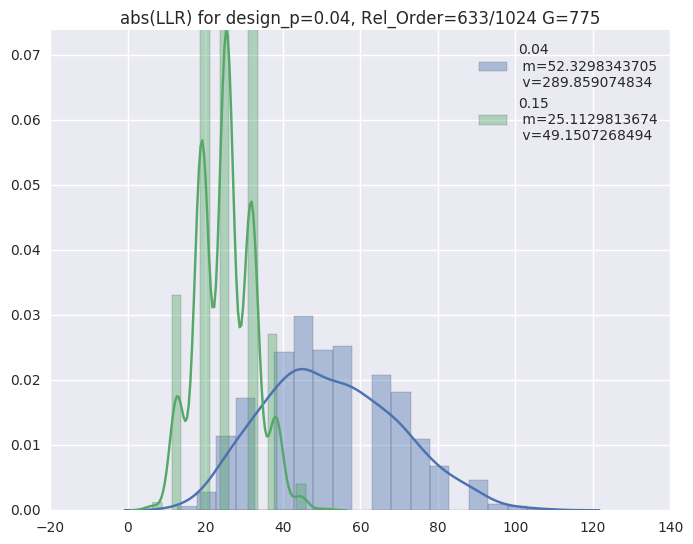 abs(LLR) for design_p=0.04, Rel_Order=633/1024 G=775
0.04
m=52.3298343705
v=289.859074834
0.15
m=25.1129813674
v=49.1507268494
0.07
0.06
0.05
0.04
0.03
0.02
0.01
0.00
−20 0 20 40 60 80 100 120 140